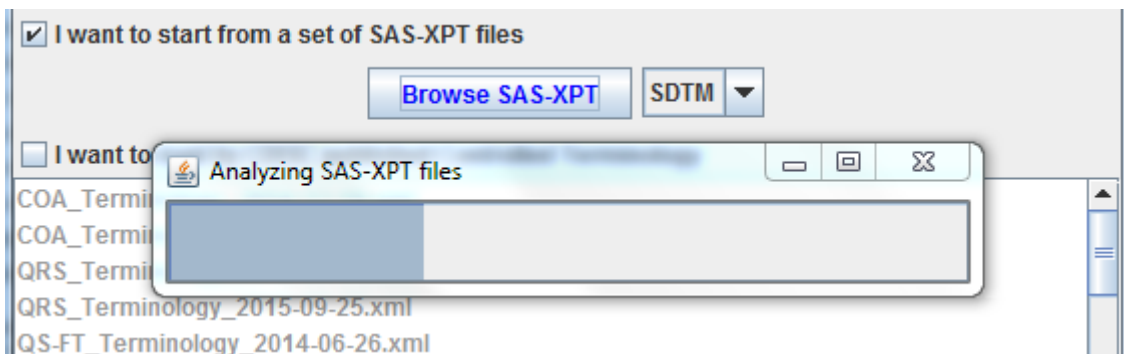 I want to start from a set of SAS-XPT files
Browse SAS-XPT SDTM
I want to
Analyzing SAS-XPT files
COA_Termi
COA_Termi
QRS_Termi
QRS_Terminology_2015-09-25.xml
QS-FT_Terminology_2014-06-26.xml